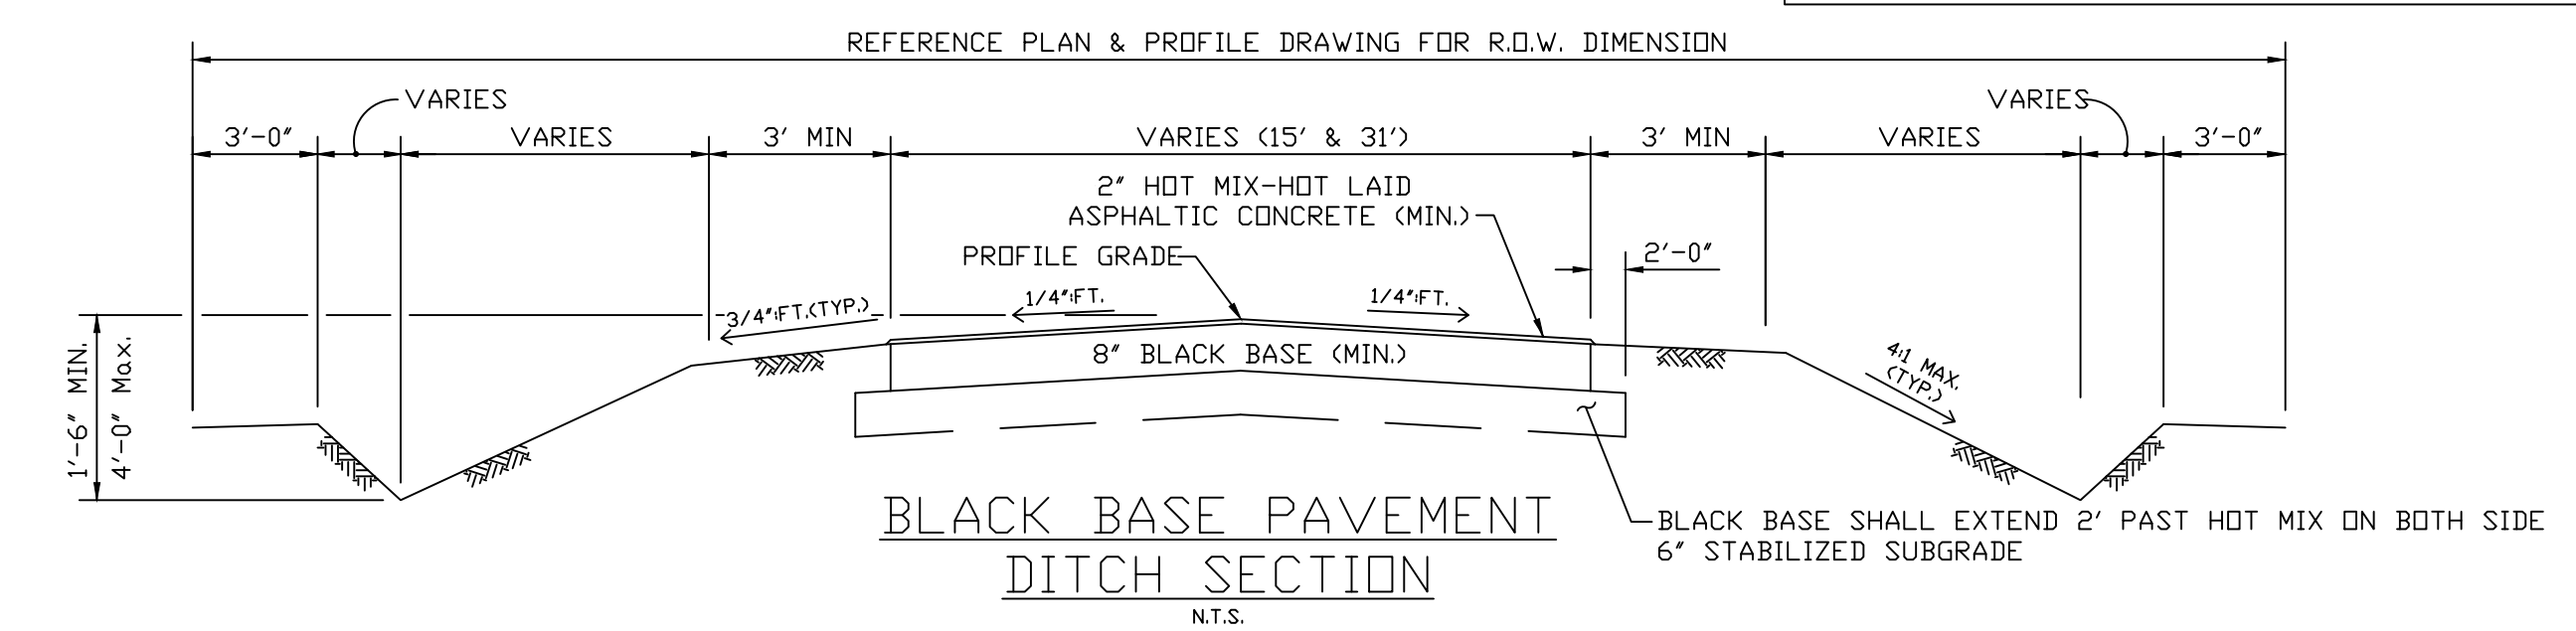 REFERENCE PLAN & PROFILE DRAWING FOR R.O.W. DIMENSION
VARIES
VARIES
3'-0"
VARIES
3' MIN
VARIES (15' & 31')
3' MIN
VARIES
3'-0"
2" HOT MIX-HOT LAID
ASPHALTIC CONCRETE (MIN.)
PROFILE GRADE
2'-0"
3/4":FT.(TYP.)
1/4":FT.
1/4":FT.
8" BLACK BASE (MIN.)
4:1 MAX.
(TYP.)
1'-6" MIN.
4'-0" Max.
BLACK BASE PAVEMENT
DITCH SECTION
N.T.S.
BLACK BASE SHALL EXTEND 2' PAST HOT MIX ON BOTH SIDE
6" STABILIZED SUBGRADE